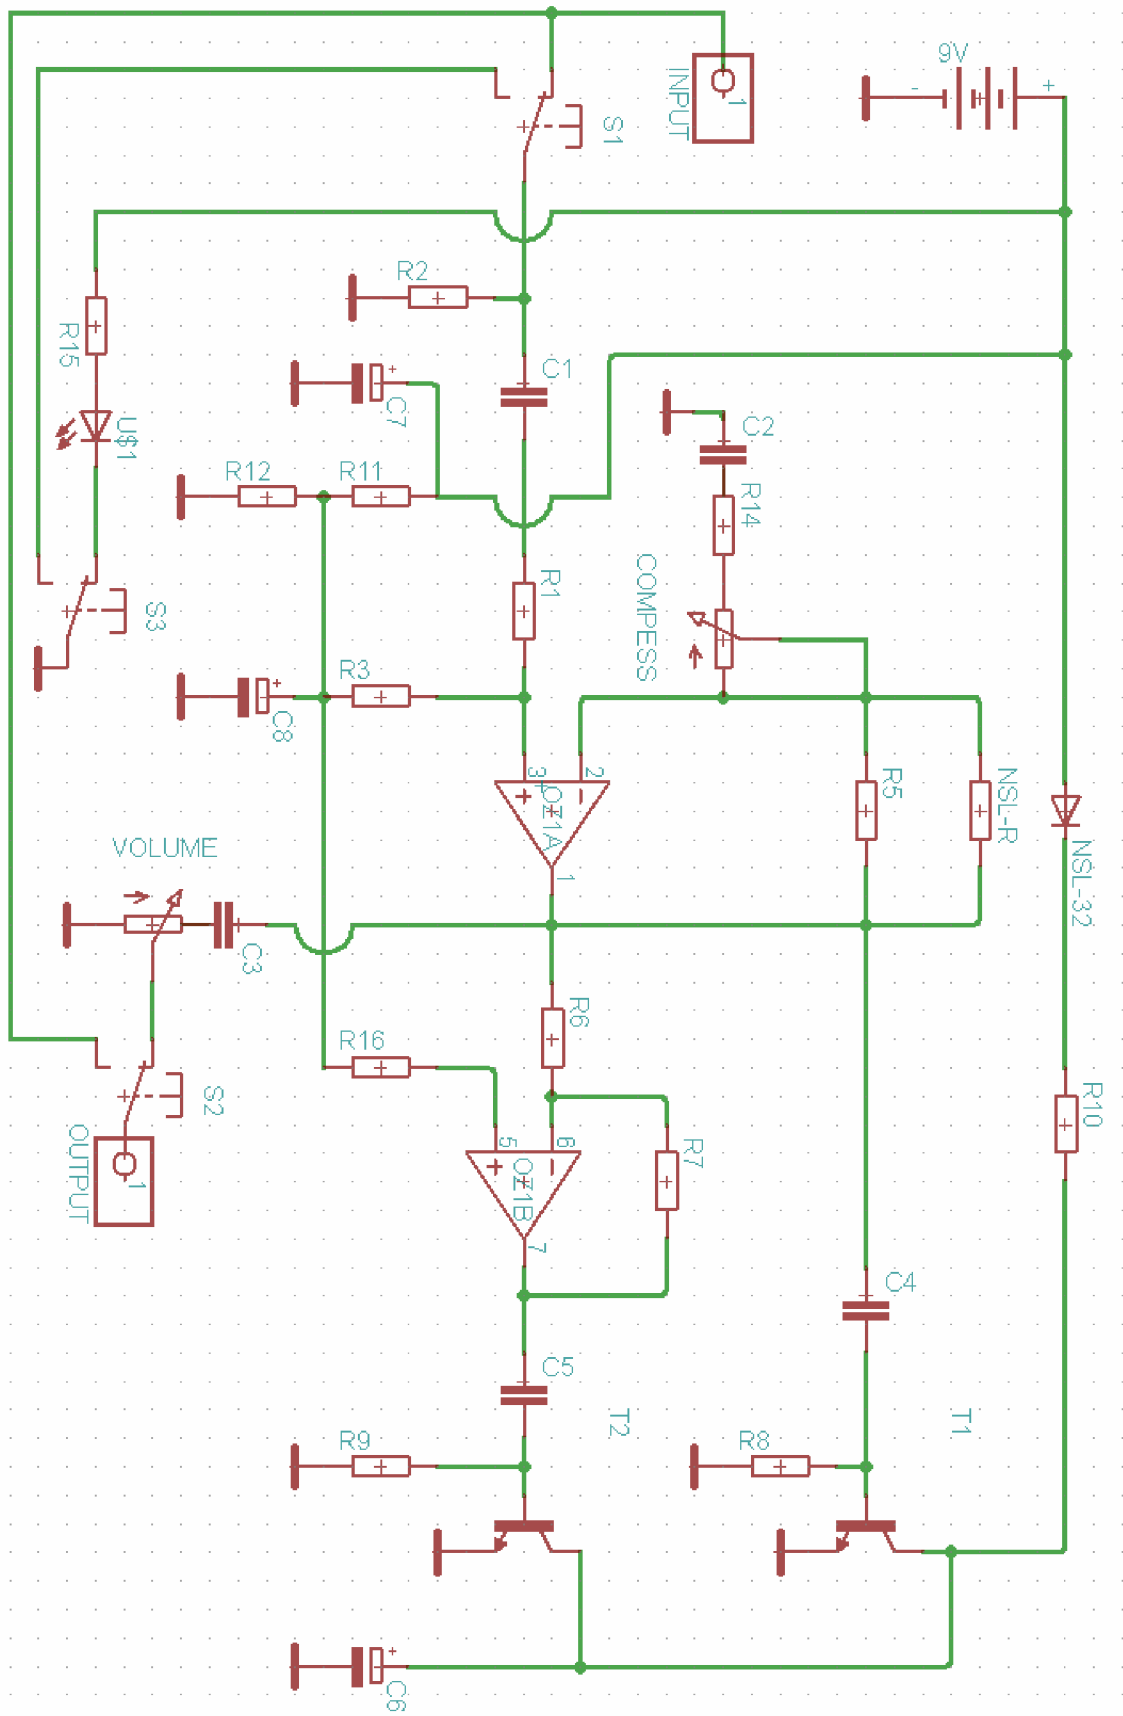 9V
-
+
INPUT
1
S1
R2
C1
R15
C7
+
C2
U$1
R12
R11
R14
R1
COMPESS
S3
R3
+
C8
3
2
OZ1A
+
-
1
R5
NSL-R
NSL-32
VOLUME
C3
R6
R16
S2
R10
OUTPUT
1
5
6
OZ1B
+
-
7
R7
C4
C5
T2
T1
R9
R8
+
C6